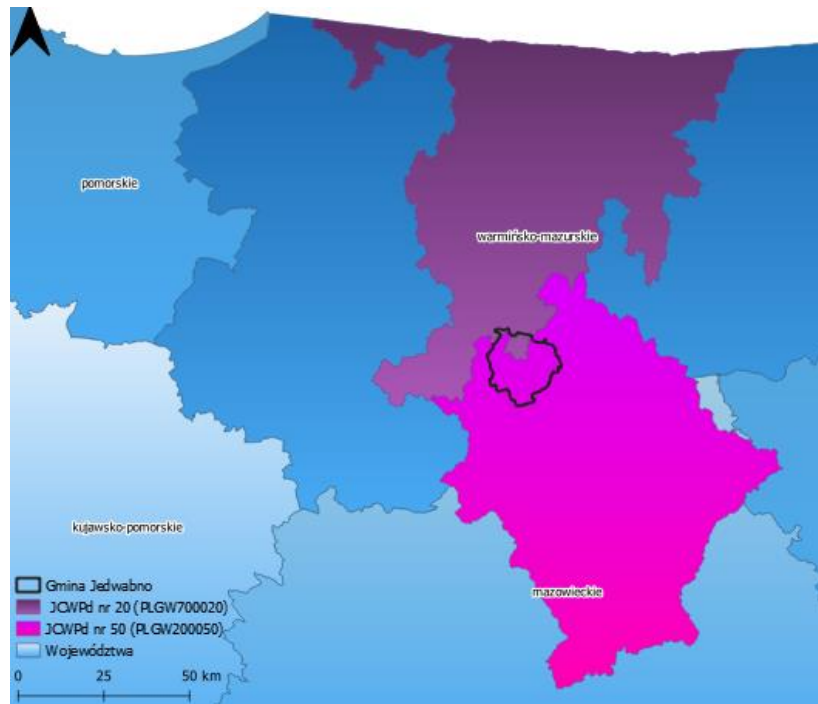 pomorskie
warmińsko-mazurskie
kujawsko-pomorskie
mazowieckie
Gmina Jedwabno
JCWPd nr 20 (PLGW700020)
JCWPd nr 50 (PLGW200050)
Województwa
0 25 50 km